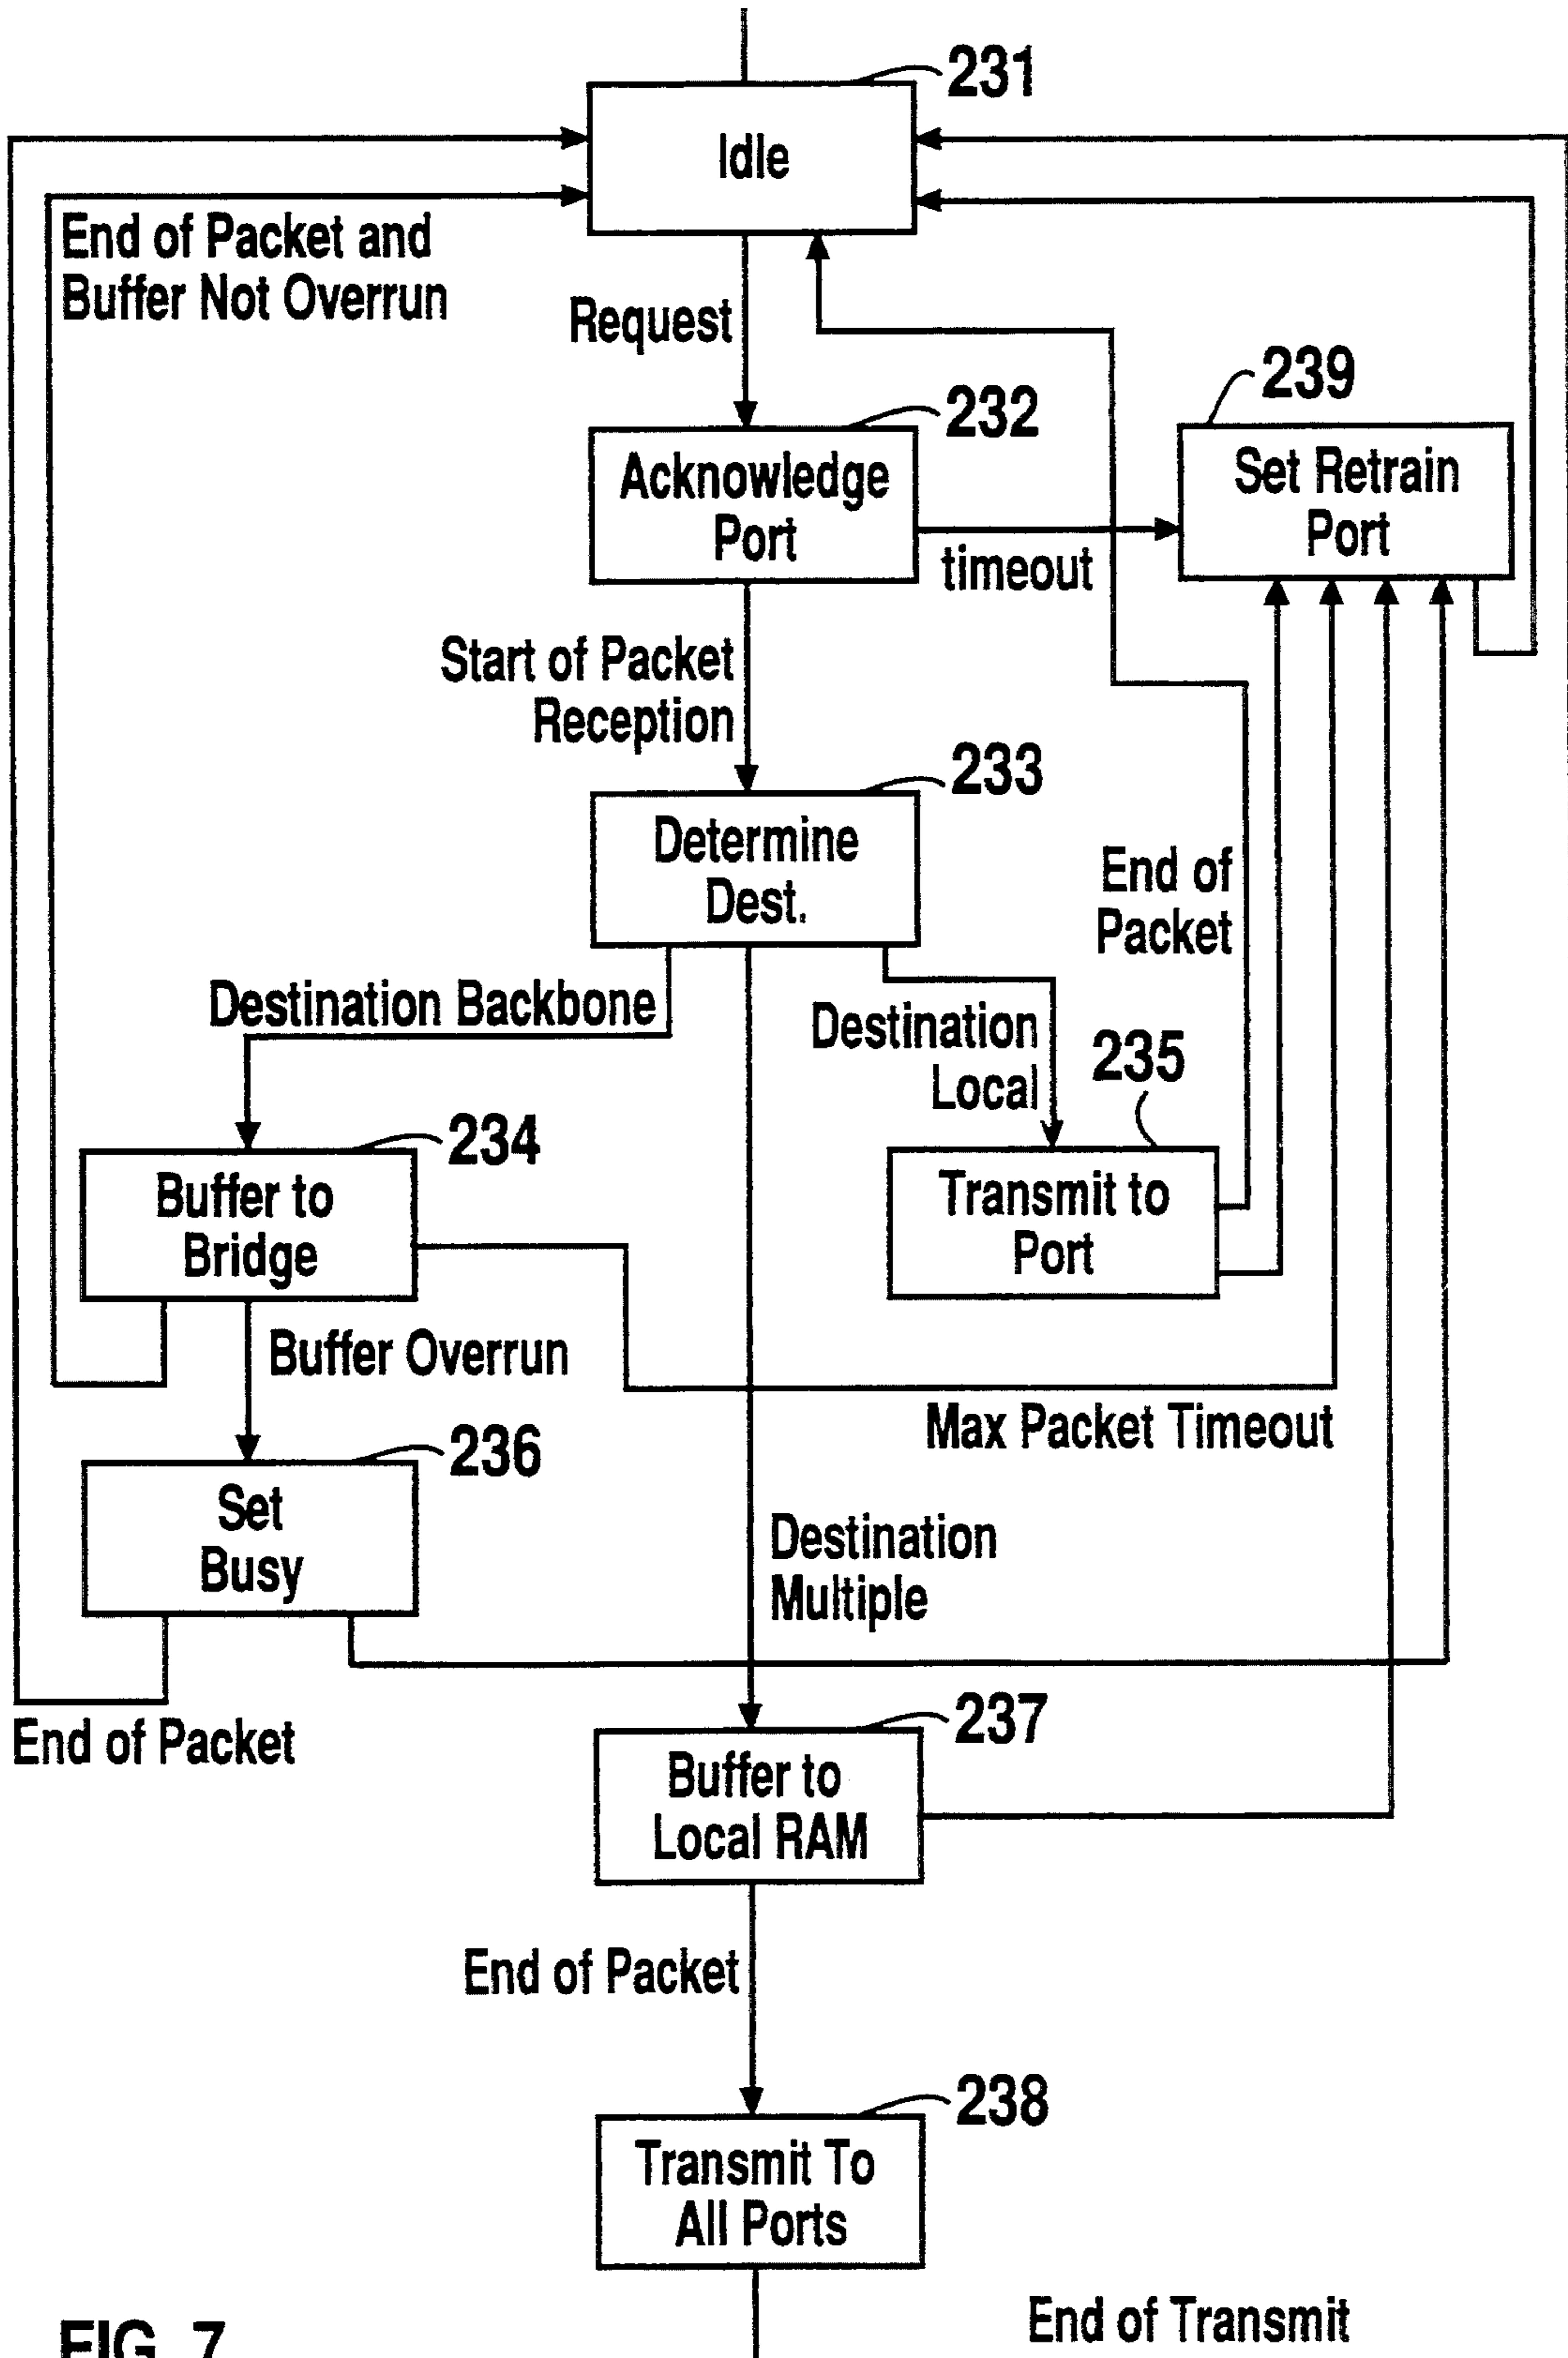 231
Idle
End of Packet and
Buffer Not Overrun
Request
239
232
Acknowledge
Port
Set Retrain
Port
timeout
Start of Packet
Reception
233
Determine
Dest.
End of
Packet
Destination Backbone
Destination
Local
235
234
Buffer to
Bridge
Transmit to
Port
Buffer Overrun
Max Packet Timeout
236
Set
Busy
Destination
Multiple
End of Packet
237
Buffer to
Local RAM
End of Packet
238
Transmit To
All Ports
End of Transmit
FIG. 7